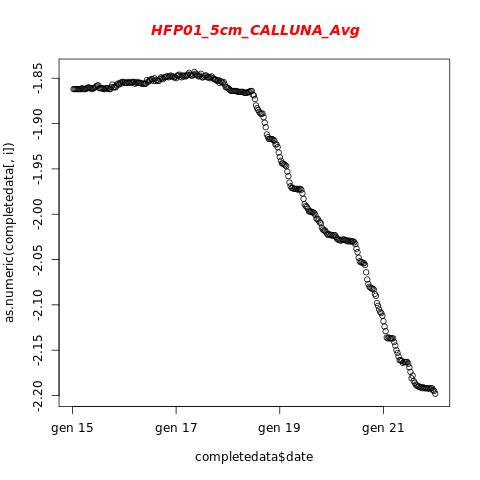 HFP01_5cm_CALLUNA_Avg
as.numeric(completedata[, i])
-1.85
-1.90
-1.95
-2.00
-2.05
-2.10
-2.15
-2.20
gen 15
gen 17
gen 19
gen 21
completedata$date